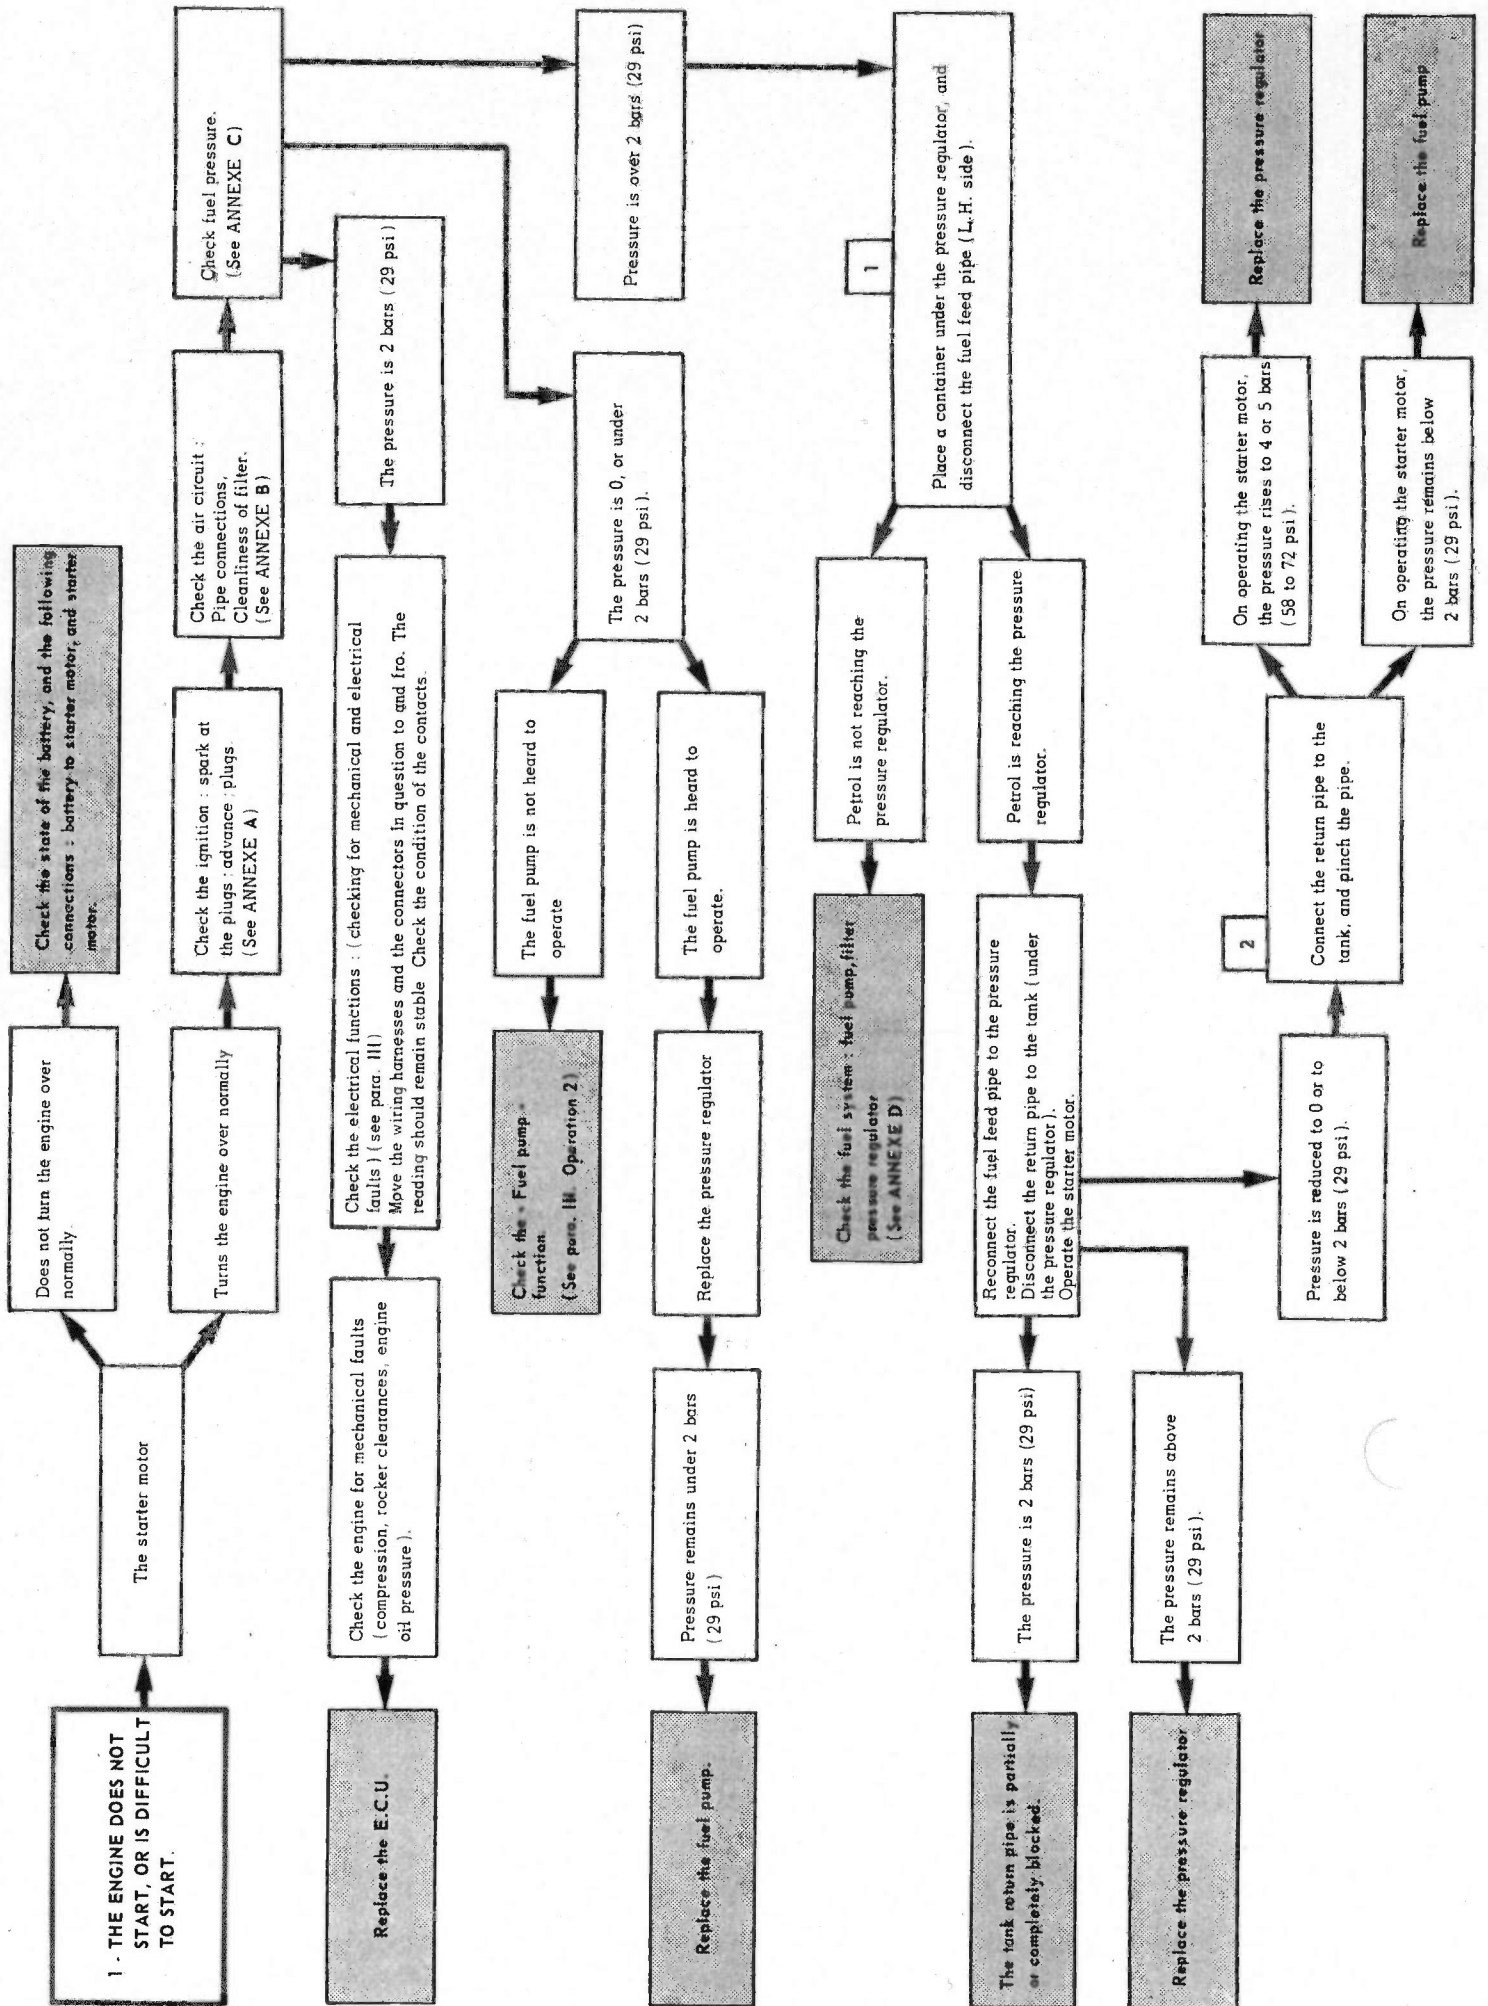 1 - THE ENGINE DOES NOT
START, OR IS DIFFICULT
TO START.
The starter motor
Does not turn the engine over
normally.
Check the state of the battery, and the following
connections : battery to starter motor, and starter
motor.
Turns the engine over normally
Check the ignition : spark at
the plugs : advance : plugs.
(See ANNEXE A)
Check the air circuit :
Pipe connections,
Cleanliness of filter.
(See ANNEXE B)
Check fuel pressure.
(See ANNEXE C)
The pressure is 2 bars (29 psi)
Check the electrical functions : (checking for mechanical and electrical
faults) (see para. III)
Move the wiring harnesses and the connectors in question to and fro. The
reading should remain stable Check the condition of the contacts.
Check the engine for mechanical faults
(compression, rocker clearances, engine
oil pressure).
Replace the E.C.U.
The pressure is 0, or under
2 bars (29 psi).
The fuel pump is not heard to
operate
Check the « Fuel pump »
function.
(See para. III. Operation 2)
The fuel pump is heard to
operate.
Replace the pressure regulator
Pressure remains under 2 bars
(29 psi)
Replace the fuel pump.
Pressure is over 2 bars (29 psi)
1
Place a container under the pressure regulator, and
disconnect the fuel feed pipe (L.H. side).
Petrol is not reaching the
pressure regulator.
Check the fuel system : fuel pump, filter
pressure regulator
(See ANNEXE D)
Petrol is reaching the pressure
regulator.
Reconnect the fuel feed pipe to the pressure
regulator.
Disconnect the return pipe to the tank (under
the pressure regulator).
Operate the starter motor.
The pressure is 2 bars (29 psi)
The tank return pipe is partially
or completely blocked.
The pressure remains above
2 bars (29 psi).
Replace the pressure regulator
Pressure is reduced to 0 or to
below 2 bars (29 psi).
2
Connect the return pipe to the
tank, and pinch the pipe.
On operating the starter motor,
the pressure rises to 4 or 5 bars
(58 to 72 psi).
Replace the pressure regulator
On operating the starter motor,
the pressure remains below
2 bars (29 psi).
Replace the fuel pump